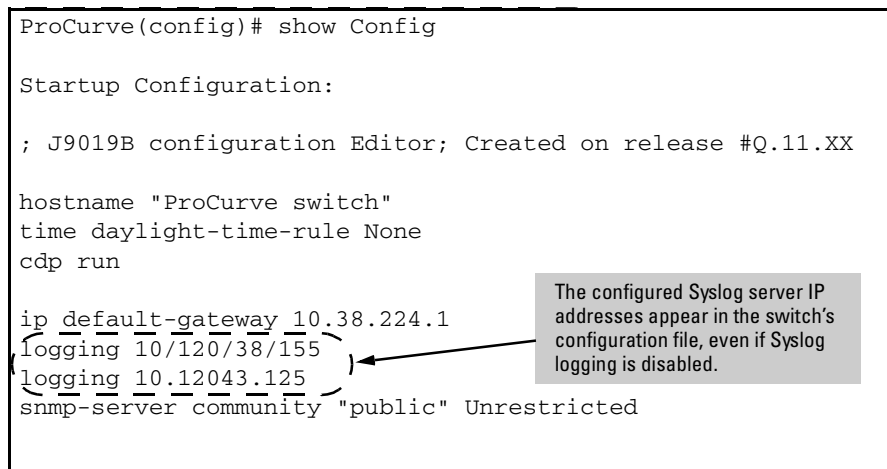 ProCurve(config)# show Config
Startup Configuration:
; J9019B configuration Editor; Created on release #Q.11.XX
hostname "ProCurve switch"
time daylight-time-rule None
cdp run
ip default-gateway 10.38.224.1
logging 10/120/38/155
logging 10.12043.125
snmp-server community "public" Unrestricted
The configured Syslog server IP
addresses appear in the switch's
configuration file, even if Syslog
logging is disabled.